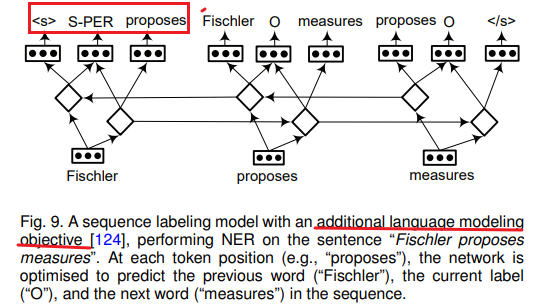 <s> S-PER proposes Fischler O measures proposes O </s>
Fischler proposes measures
Fig. 9. A sequence labeling model with an additional language modeling
objective [124], performing NER on the sentence “Fischler proposes
measures”. At each token position (e.g., “proposes”), the network is
optimised to predict the previous word (“Fischler”), the current label
(“O”), and the next word (“measures”) in the sequence.